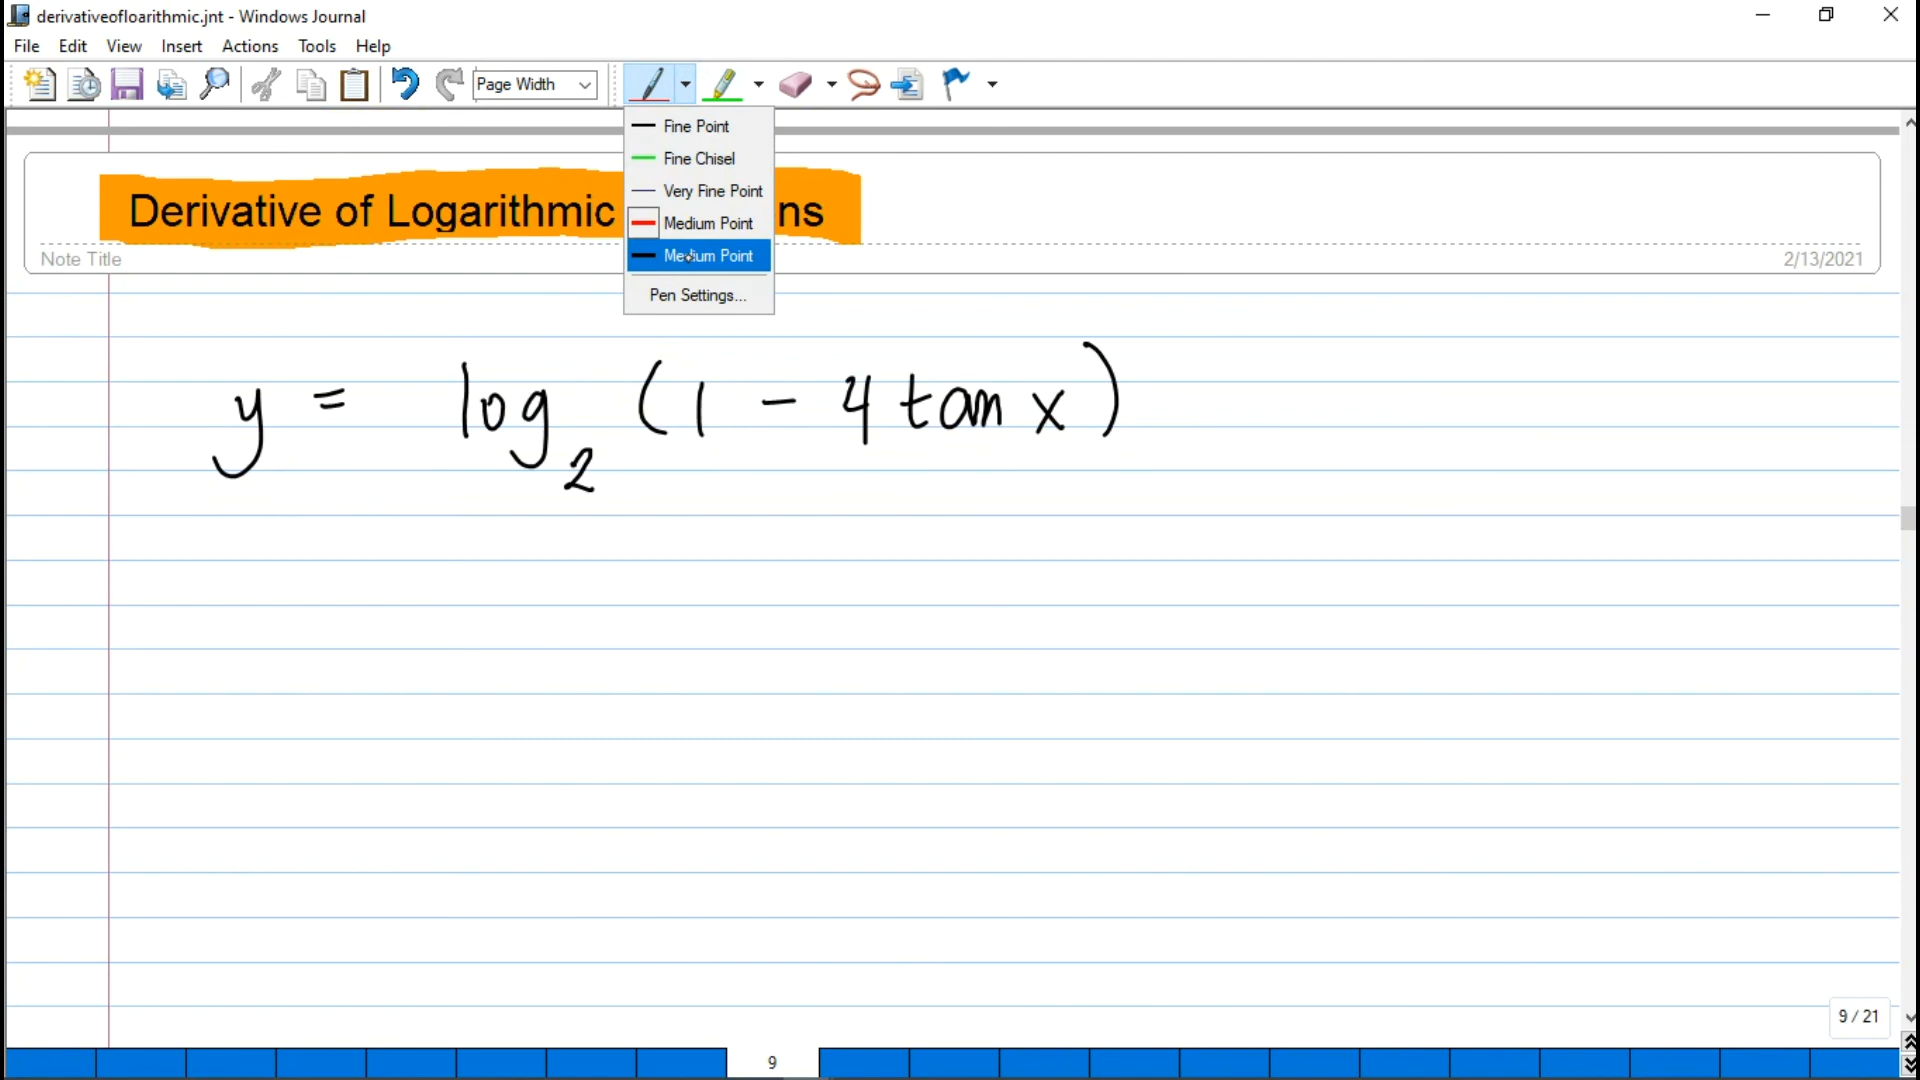 derivativeofloarithmic.jnt - Windows Journal
File Edit View Insert Actions Tools Help
Page Width
Fine Point
Fine Chisel
Very Fine Point
Medium Point
Medium Point
Pen Settings...
Derivative of Logarithmic ns
Note Title 2/13/2021
y = log₂ (1 - 4 tan x)
9 / 21
9